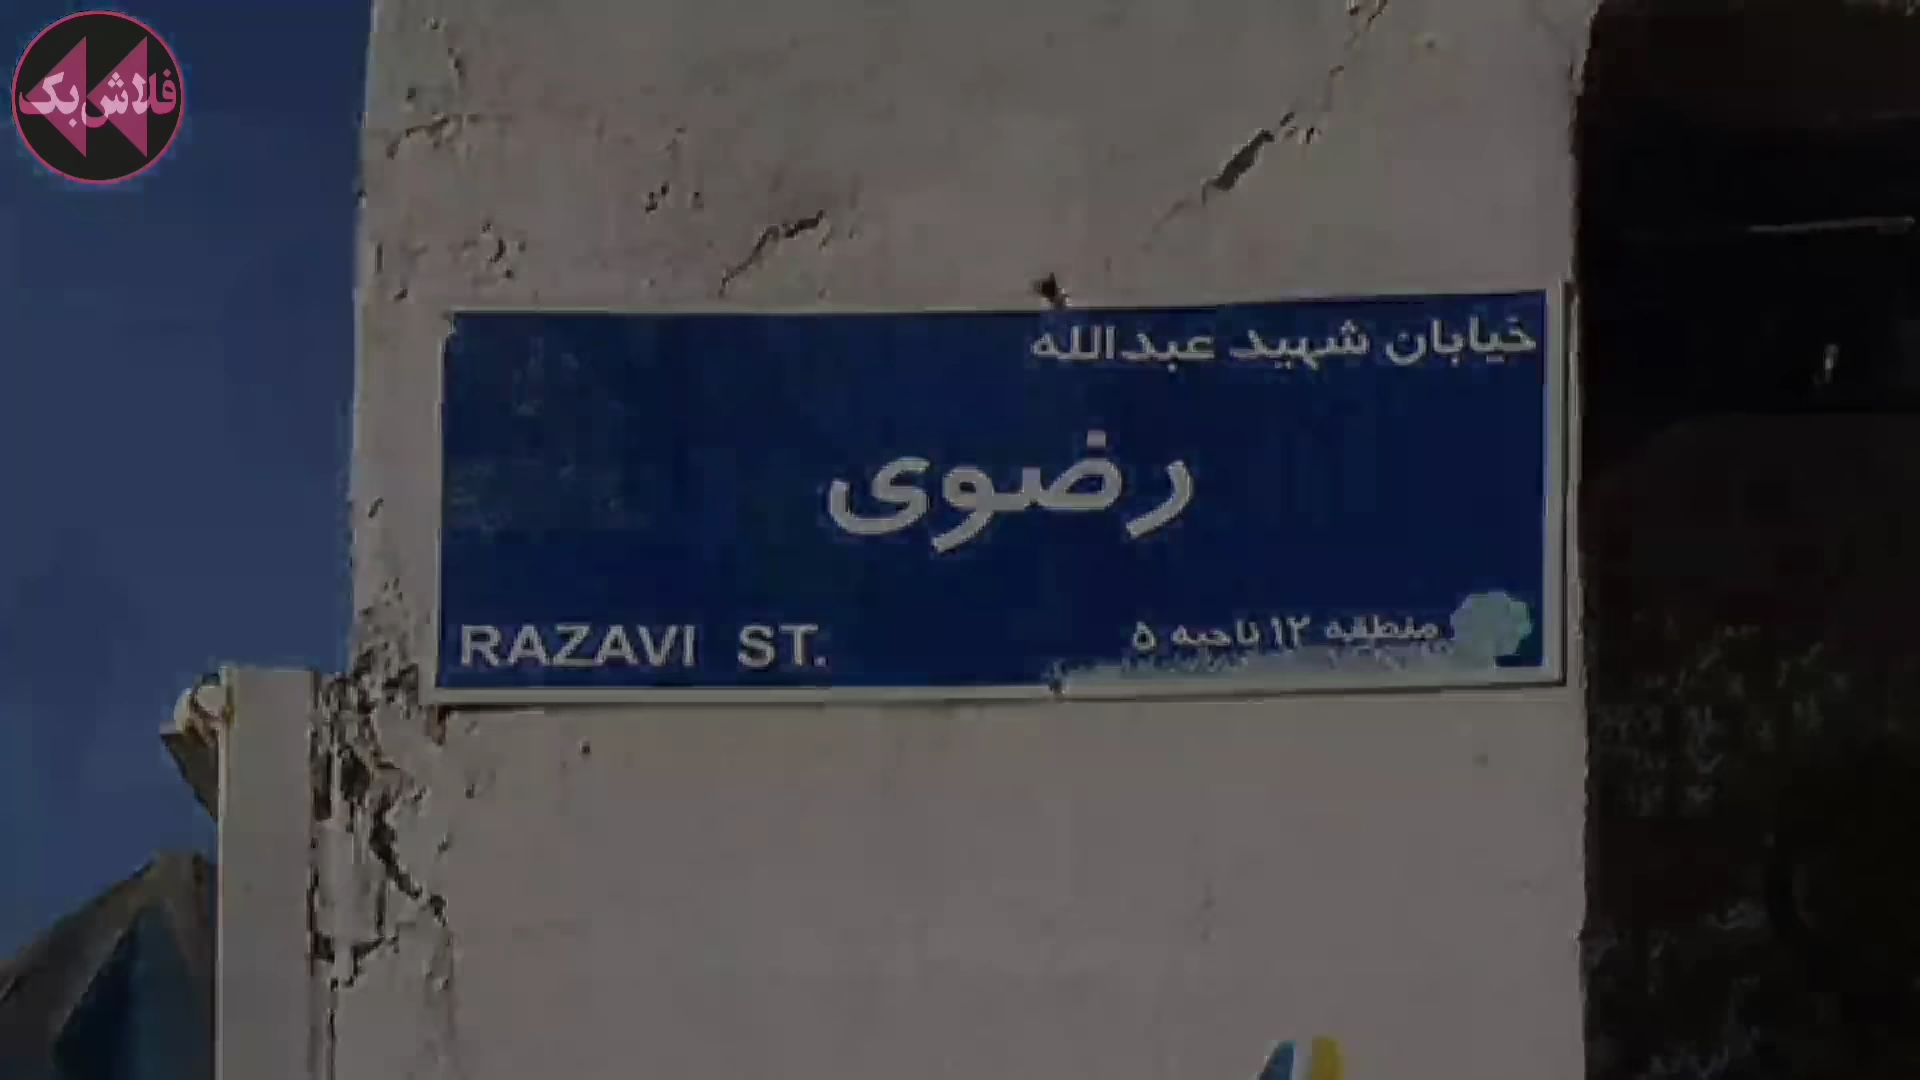 فلاش بک
خیابان شهید عبدالله
رضوی
RAZAVI ST.
منطقه ۱۲ ناحیه ۵